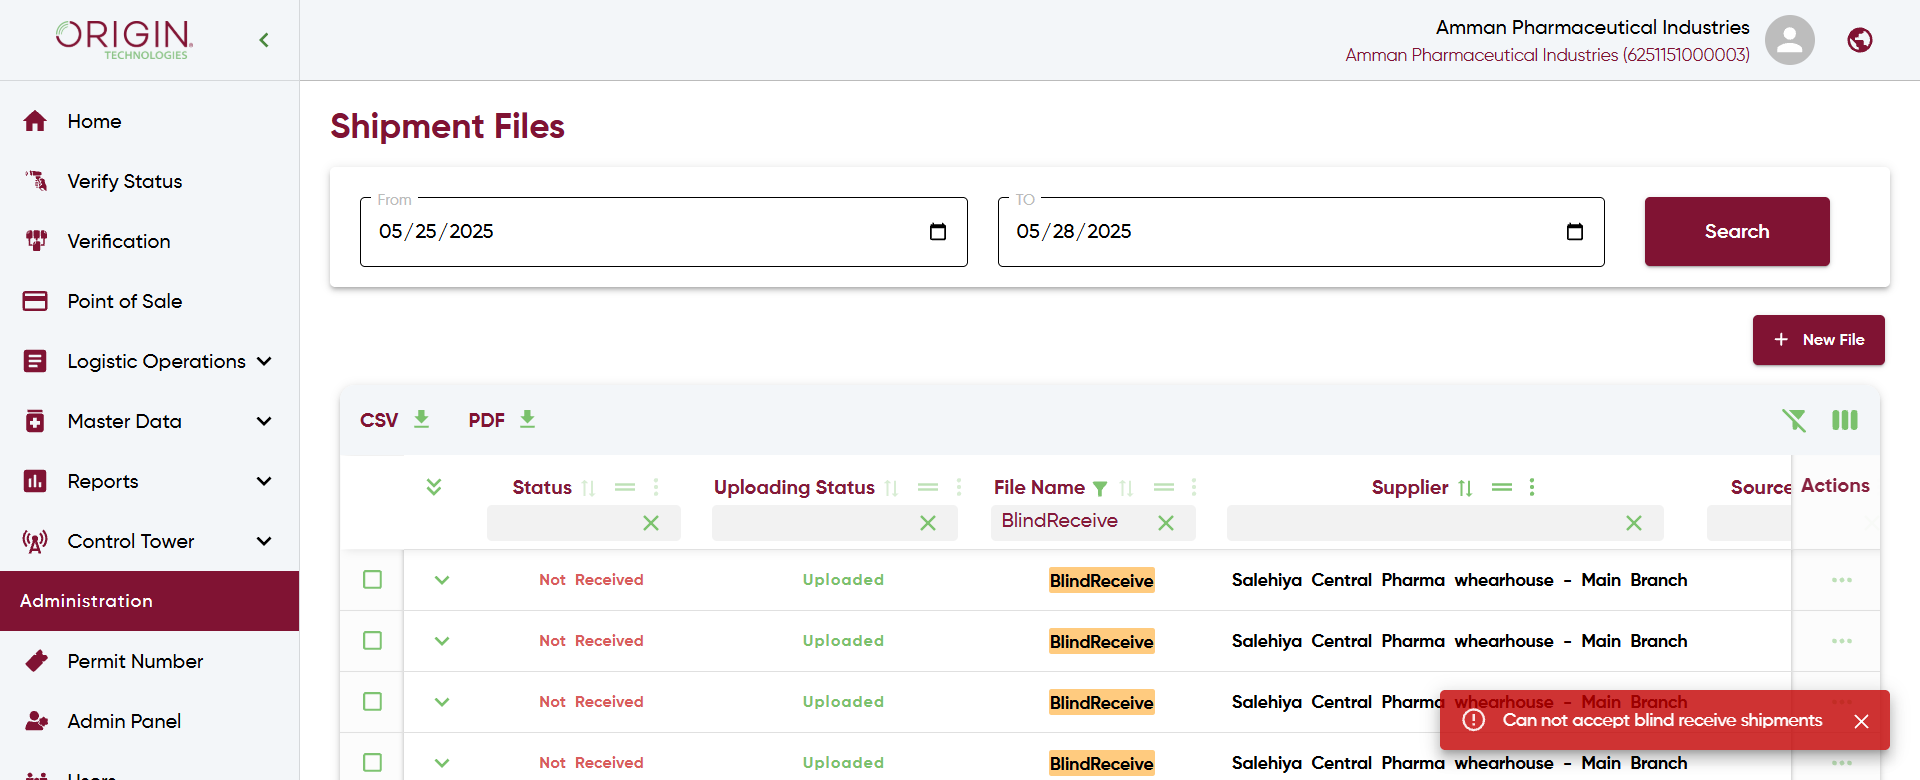 ORIGIN
TECHNOLOGIES
Amman Pharmaceutical Industries
Amman Pharmaceutical Industries (6251151000003)
Home
Verify Status
Verification
Point of Sale
Logistic Operations
Master Data
Reports
Control Tower
Administration
Permit Number
Admin Panel
Users
Shipment Files
From
05/25/2025
TO
05/28/2025
Search
+ New File
CSV
PDF
Status
Uploading Status
File Name
Supplier
Source
Actions
BlindReceive
Not Received Uploaded BlindReceive Salehiya Central Pharma whearhouse - Main Branch
Not Received Uploaded BlindReceive Salehiya Central Pharma whearhouse - Main Branch
Not Received Uploaded BlindReceive Salehiya Central Pharma whearhouse - Main Branch
Not Received Uploaded BlindReceive Salehiya Central Pharma whearhouse - Main Branch
Can not accept blind receive shipments